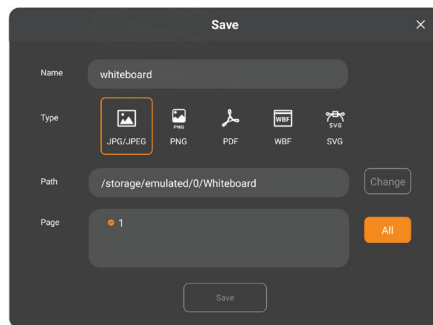 Save
Name
whiteboard
Type
PNG
WBF
SVG
JPG/JPEG PNG PDF WBF SVG
Path
/storage/emulated/0/Whiteboard
Change
Page
1
All
Save